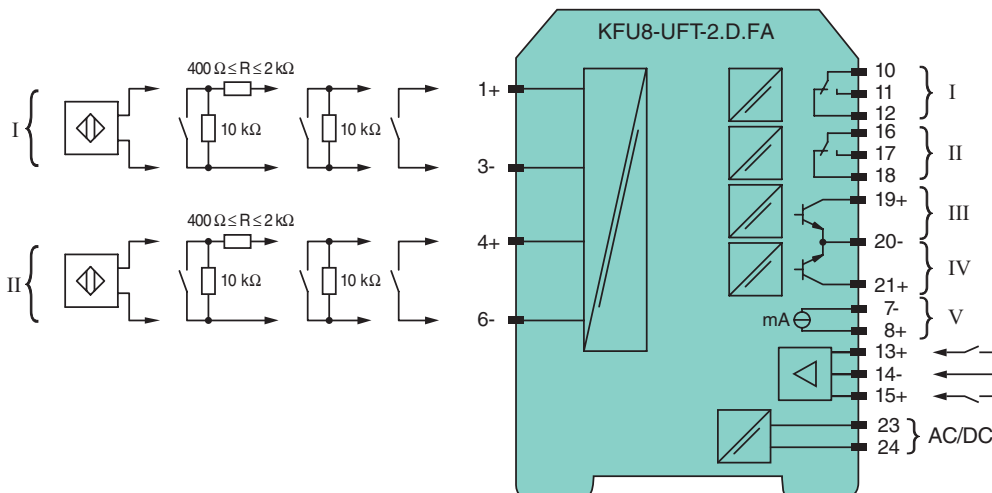 KFU8-UFT-2.D.FA
400 Ω ≤ R ≤ 2 kΩ
I
10 kΩ
10 kΩ
1+
3-
400 Ω ≤ R ≤ 2 kΩ
II
10 kΩ
10 kΩ
4+
6-
10
11
12
I
16
17
18
II
19+
III
20-
IV
21+
mA
7-
8+
V
13+
14-
15+
23
24
AC/DC